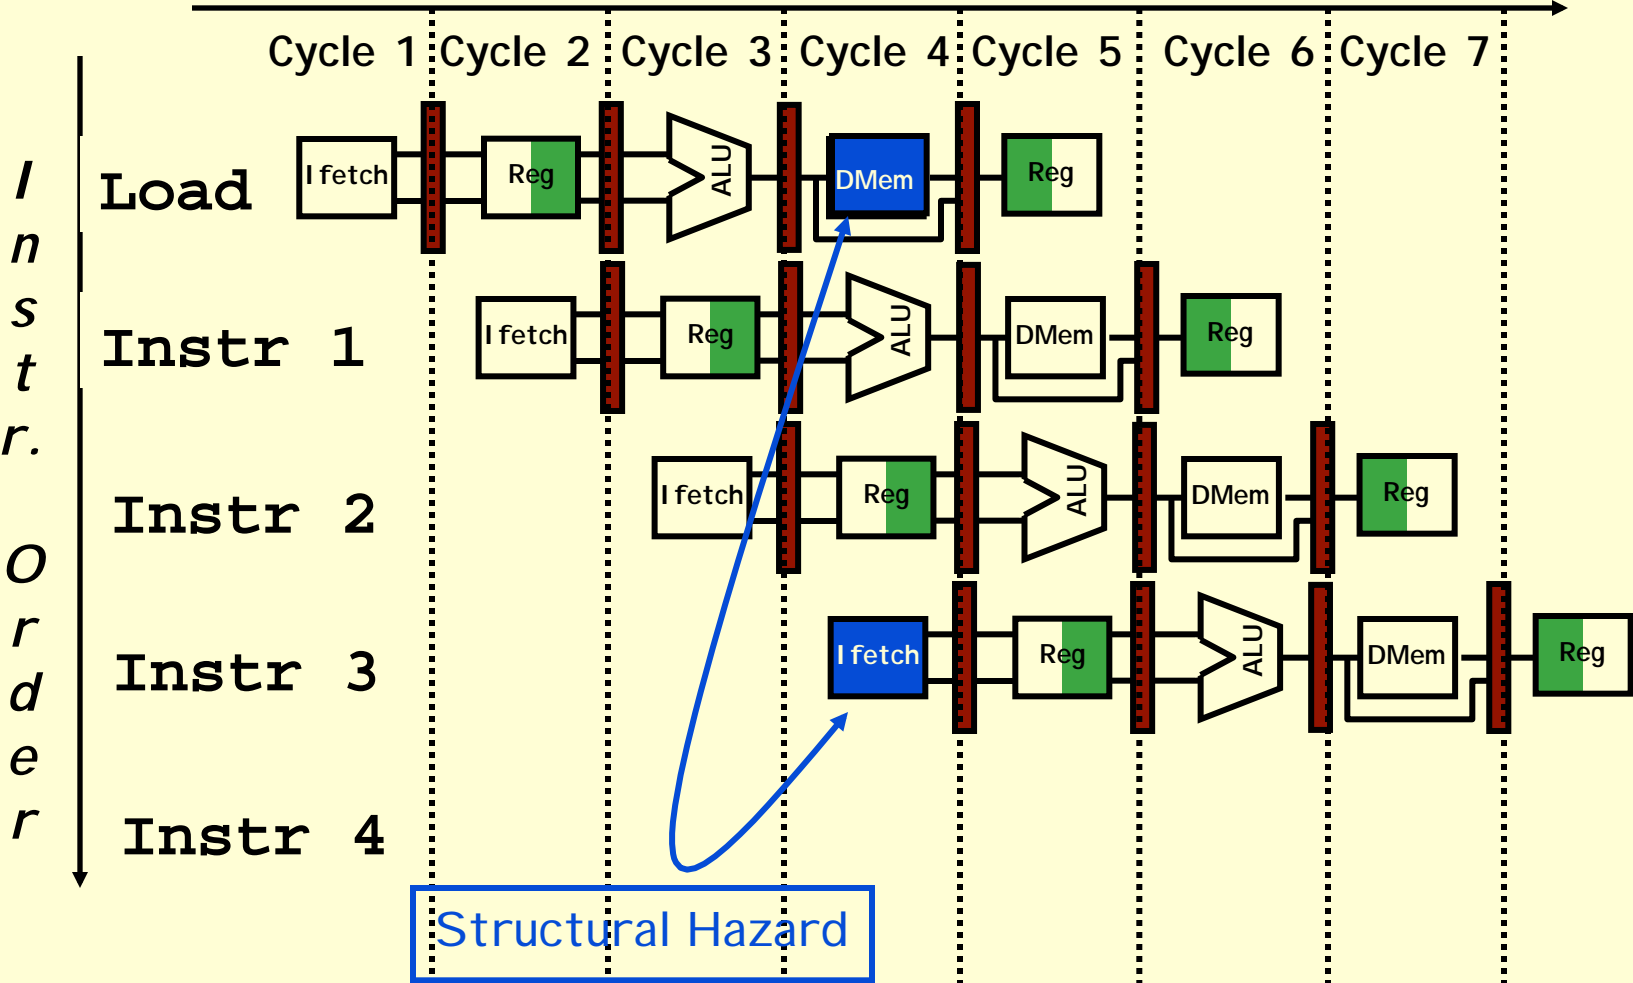 Cycle 1 Cycle 2 Cycle 3 Cycle 4 Cycle 5 Cycle 6 Cycle 7
Instr. Order
Load Ifetch Reg ALU DMem Reg
Instr 1 Ifetch Reg ALU DMem Reg
Instr 2 Ifetch Reg ALU DMem Reg
Instr 3 Ifetch Reg ALU DMem Reg
Instr 4
Structural Hazard